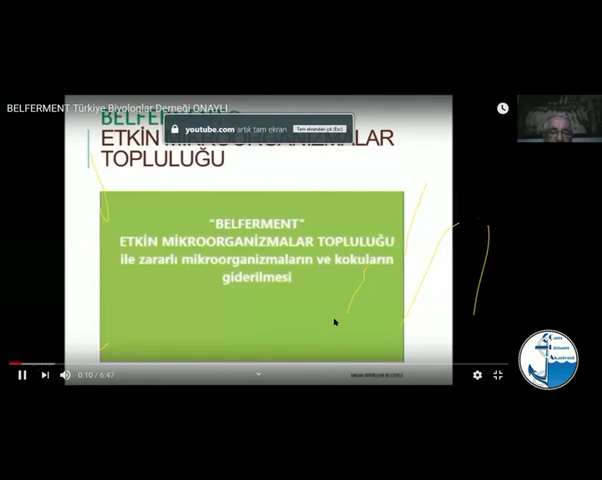 BELFERMENT Türkiye Biyologlar Derneği ONAYLI
youtube.com artık tam ekran Tam ekrandan çık (Esc)
ETKİN MİKROORGANİZMALAR
TOPLULUĞU
"BELFERMENT"
ETKİN MİKROORGANİZMALAR TOPLULUĞU
ile zararlı mikroorganizmaların ve kokuların
giderilmesi
0:10 / 6:47